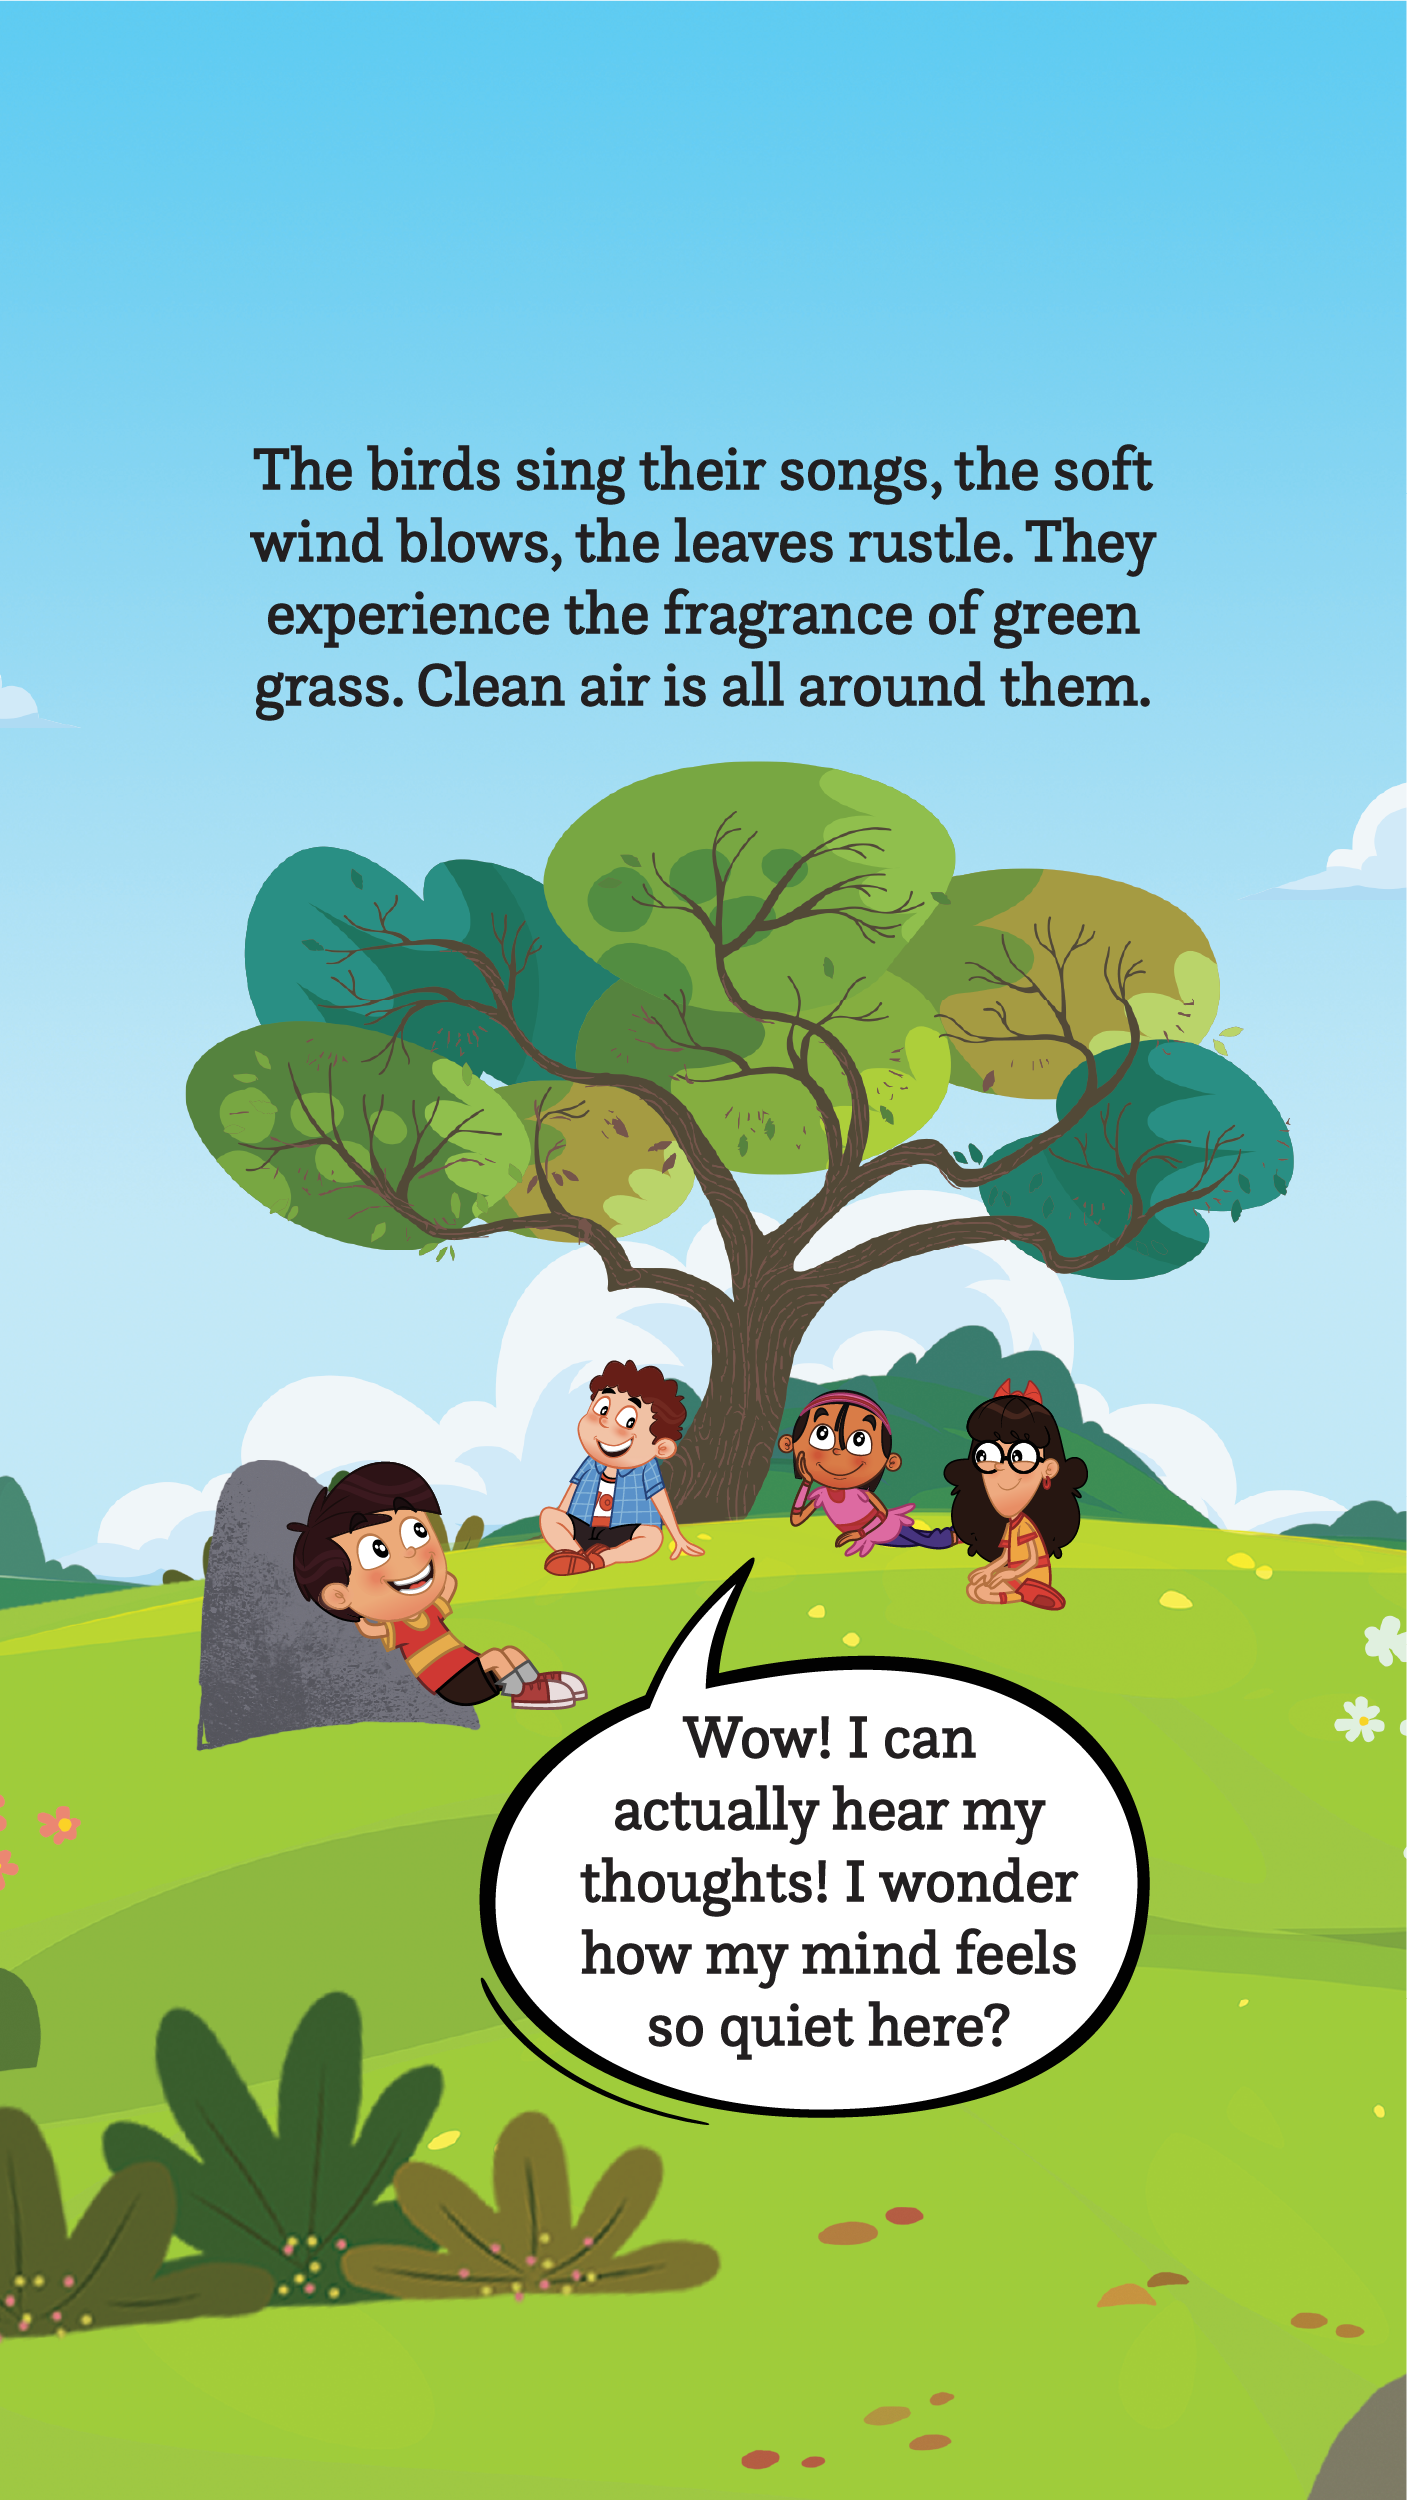 The birds sing their songs, the soft
wind blows, the leaves rustle. They
experience the fragrance of green
grass. Clean air is all around them.
Wow! I can
actually hear my
thoughts! I wonder
how my mind feels
so quiet here?